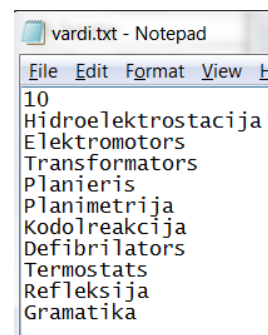 vardi.txt - Notepad
File Edit Format View H
10
Hidroelektrostacija
Elektromotors
Transformators
Planieris
Planimetrija
Kodolreakcija
Defibrilators
Termostats
Refleksija
Gramatika